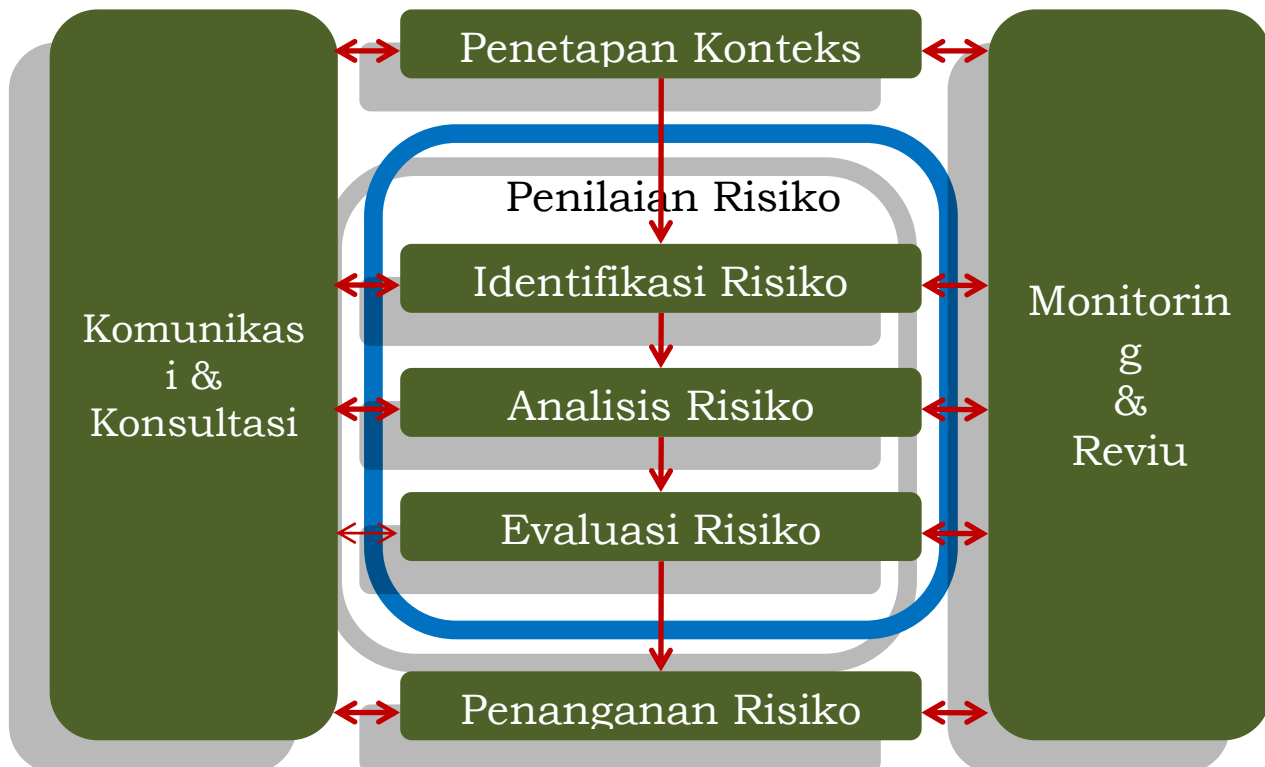 Penetapan Konteks
Penilaian Risiko
Identifikasi Risiko
Analisis Risiko
Evaluasi Risiko
Penanganan Risiko
Komunikas
i &
Konsultasi
Monitorin
g
&
Reviu